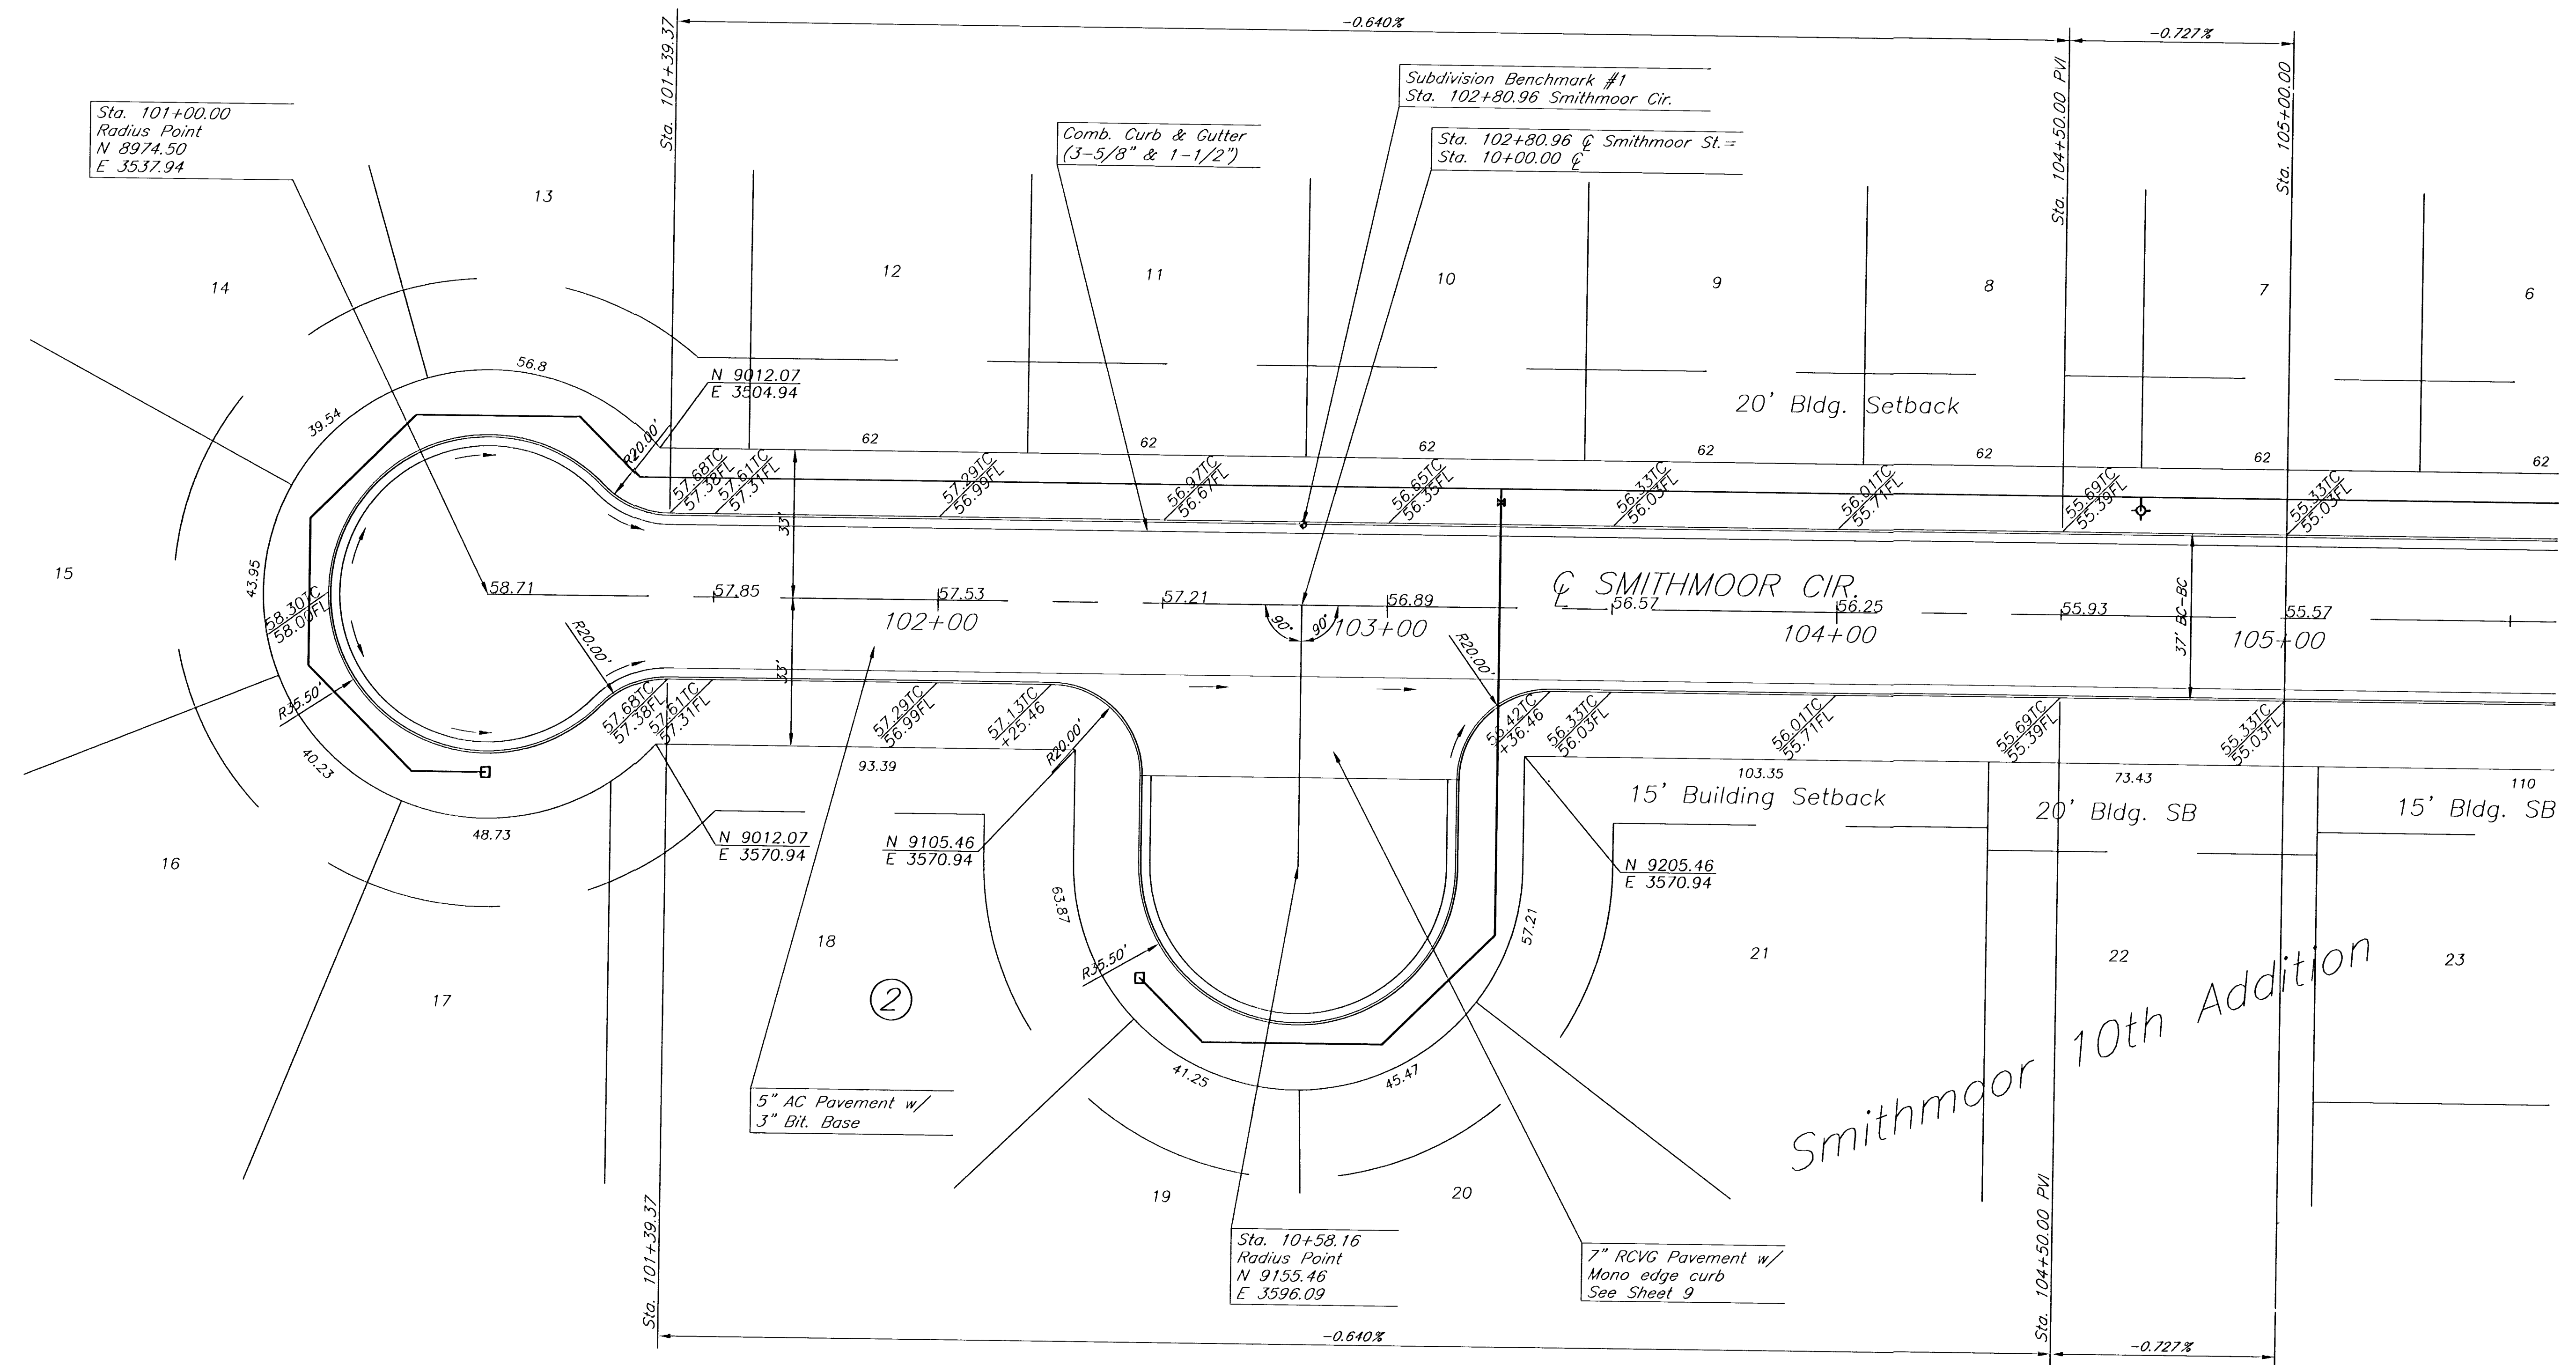 -0.640%
-0.727%
Sta. 101+39.37
Sta. 104+50.00 PVI
Sta. 105+00.00
Sta. 101+00.00
Radius Point
N 8974.50
E 3537.94
Comb. Curb & Gutter
(3-5/8" & 1-1/2")
Subdivision Benchmark #1
Sta. 102+80.96 Smithmoor Cir.
Sta. 102+80.96 ℄ Smithmoor St.=
Sta. 10+00.00 ℄
13
14
12
11
10
9
8
7
6
15
56.8
39.54
43.95
N 9012.07
E 3504.94
R20.00'
20' Bldg. Setback
62
62
62
62
62
62
62
57.68TC
57.38FL
57.61TC
57.31FL
57.29TC
56.99FL
56.97TC
56.67FL
56.65TC
56.35FL
56.33TC
56.03FL
56.01TC
55.71FL
55.69TC
55.39FL
55.33TC
55.03FL
33'
58.71
57.85
57.53
57.21
56.89
56.57
56.25
55.93
55.57
℄ SMITHMOOR CIR.
102+00
103+00
104+00
105+00
90°
90°
37' BC-BC
58.30TC
58.00FL
R20.00'
R20.00'
33'
R35.50'
57.68TC
57.38FL
57.61TC
57.31FL
57.29TC
56.99FL
57.13TC
+25.46
R20.00'
56.42TC
+36.46
56.33TC
56.03FL
56.01TC
55.71FL
55.69TC
55.39FL
55.33TC
55.03FL
40.23
48.73
93.39
103.35
73.43
110
15' Building Setback
20' Bldg. SB
15' Bldg. SB
N 9012.07
E 3570.94
N 9105.46
E 3570.94
N 9205.46
E 3570.94
16
17
18
2
63.87
57.21
R35.50'
41.25
45.47
21
22
23
Smithmoor 10th Addition
5" AC Pavement w/
3" Bit. Base
19
20
Sta. 10+58.16
Radius Point
N 9155.46
E 3596.09
7" RCVG Pavement w/
Mono edge curb
See Sheet 9
Sta. 101+39.37
Sta. 104+50.00 PVI
-0.640%
-0.727%